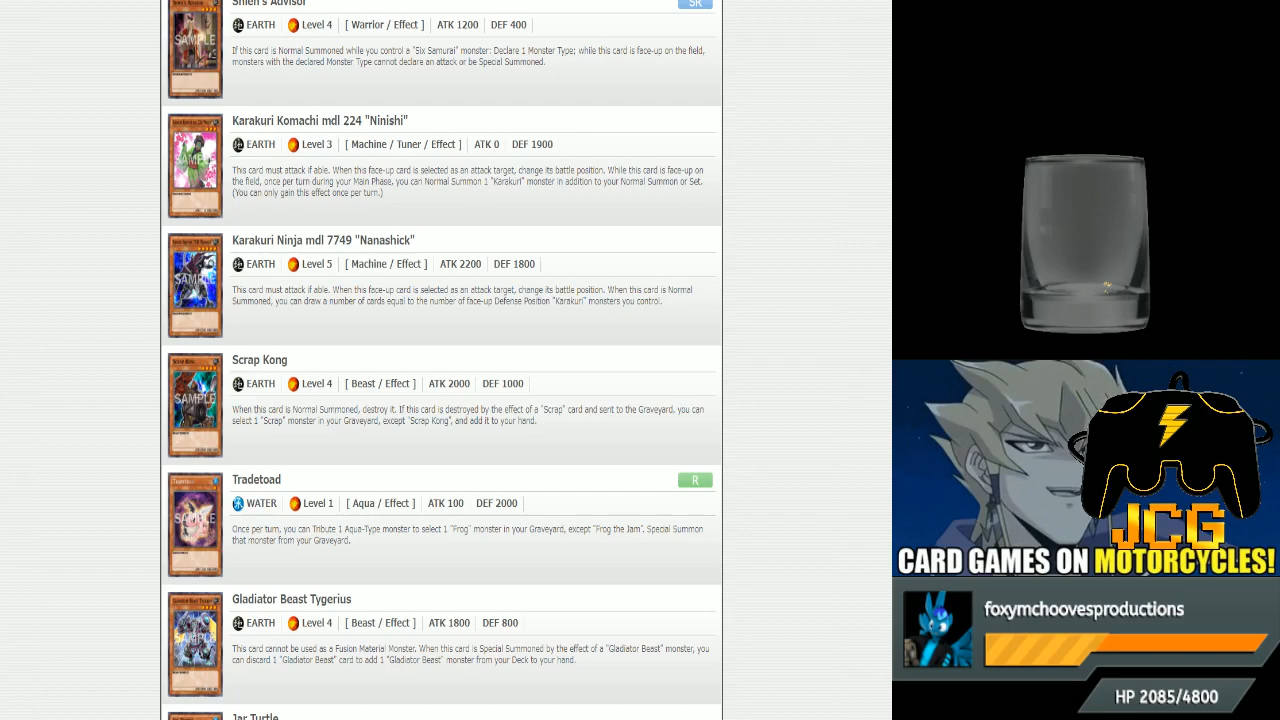 Shien's Advisor
SR
EARTH Level 4 [ Warrior / Effect ] ATK 1200 DEF 400
If this card is Normal Summoned while you control a "Six Samurai" monster: Declare 1 Monster Type; while this card is face-up on the field,
monsters with the declared Monster Type cannot declare an attack or be Special Summoned.
SAMPLE
Karakuri Komachi mdl 224 "Ninishi"
EARTH Level 3 [ Machine / Tuner / Effect ] ATK 0 DEF 1900
This card must attack if able. When this face-up card is selected as an attack target, change its battle position. While this card is face-up
on the field, once per turn during your Main Phase, you can Normal Summon 1 "Karakuri" monster in addition to your Normal Summon or Set.
(You can only gain this effect once per turn.)
SAMPLE
Karakuri Ninja mdl 7749 "Nanashick"
EARTH Level 5 [ Machine / Effect ] ATK 2200 DEF 1800
This card must attack if able. When this face-up card is selected as an attack target, change its battle position. When this card is Normal
Summoned, you can draw a number of cards equal to the number of face-up Defense Position "Karakuri" monsters you control.
SAMPLE
Scrap Kong
EARTH Level 4 [ Beast / Effect ] ATK 2000 DEF 1000
When this card is Normal Summoned, destroy it. If this card is destroyed by the effect of a "Scrap" card and sent to the Graveyard, you can
select 1 "Scrap" monster in your Graveyard, except "Scrap Kong", and add it to your hand.
SAMPLE
Tradetoad
R
WATER Level 1 [ Aqua / Effect ] ATK 100 DEF 2000
Once per turn, you can Tribute 1 Aqua-Type monster to select 1 "Frog" monster in your Graveyard, except "Frog the Jam". Special Summon
that monster from your Graveyard.
SAMPLE
Gladiator Beast Tygerius
EARTH Level 4 [ Beast / Effect ] ATK 1800 DEF 800
This card cannot be used as a Fusion Material Monster. When this card is Special Summoned by the effect of a "Gladiator Beast" monster, you
can discard 1 "Gladiator Beast" card to add 1 "Gladiator Beast" monster from your Deck to your hand.
SAMPLE
Jar Turtle
JCG
CARD GAMES ON MOTORCYCLES!
foxymchoovesproductions
HP 2085/4800